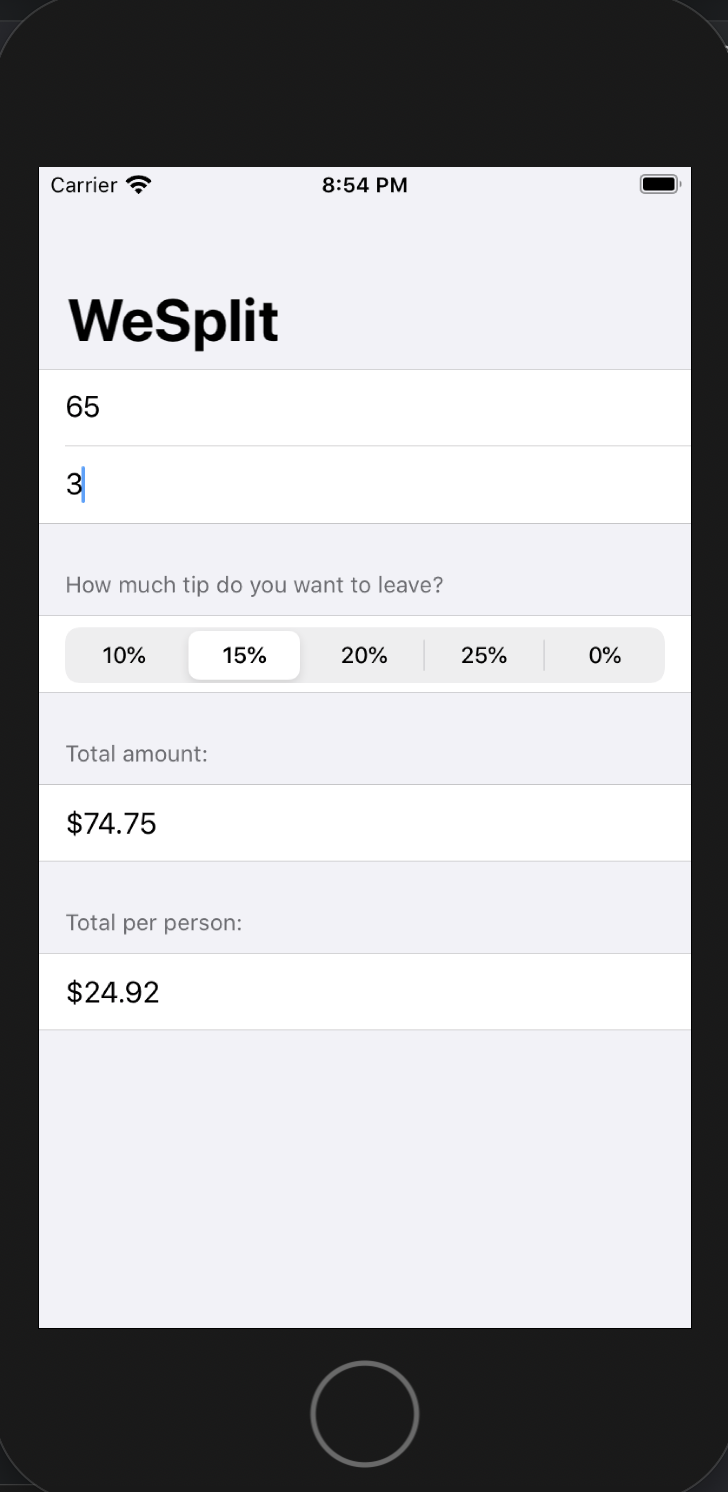 Carrier 8:54 PM
WeSplit
65
3
How much tip do you want to leave?
10% 15% 20% 25% 0%
Total amount:
$74.75
Total per person:
$24.92